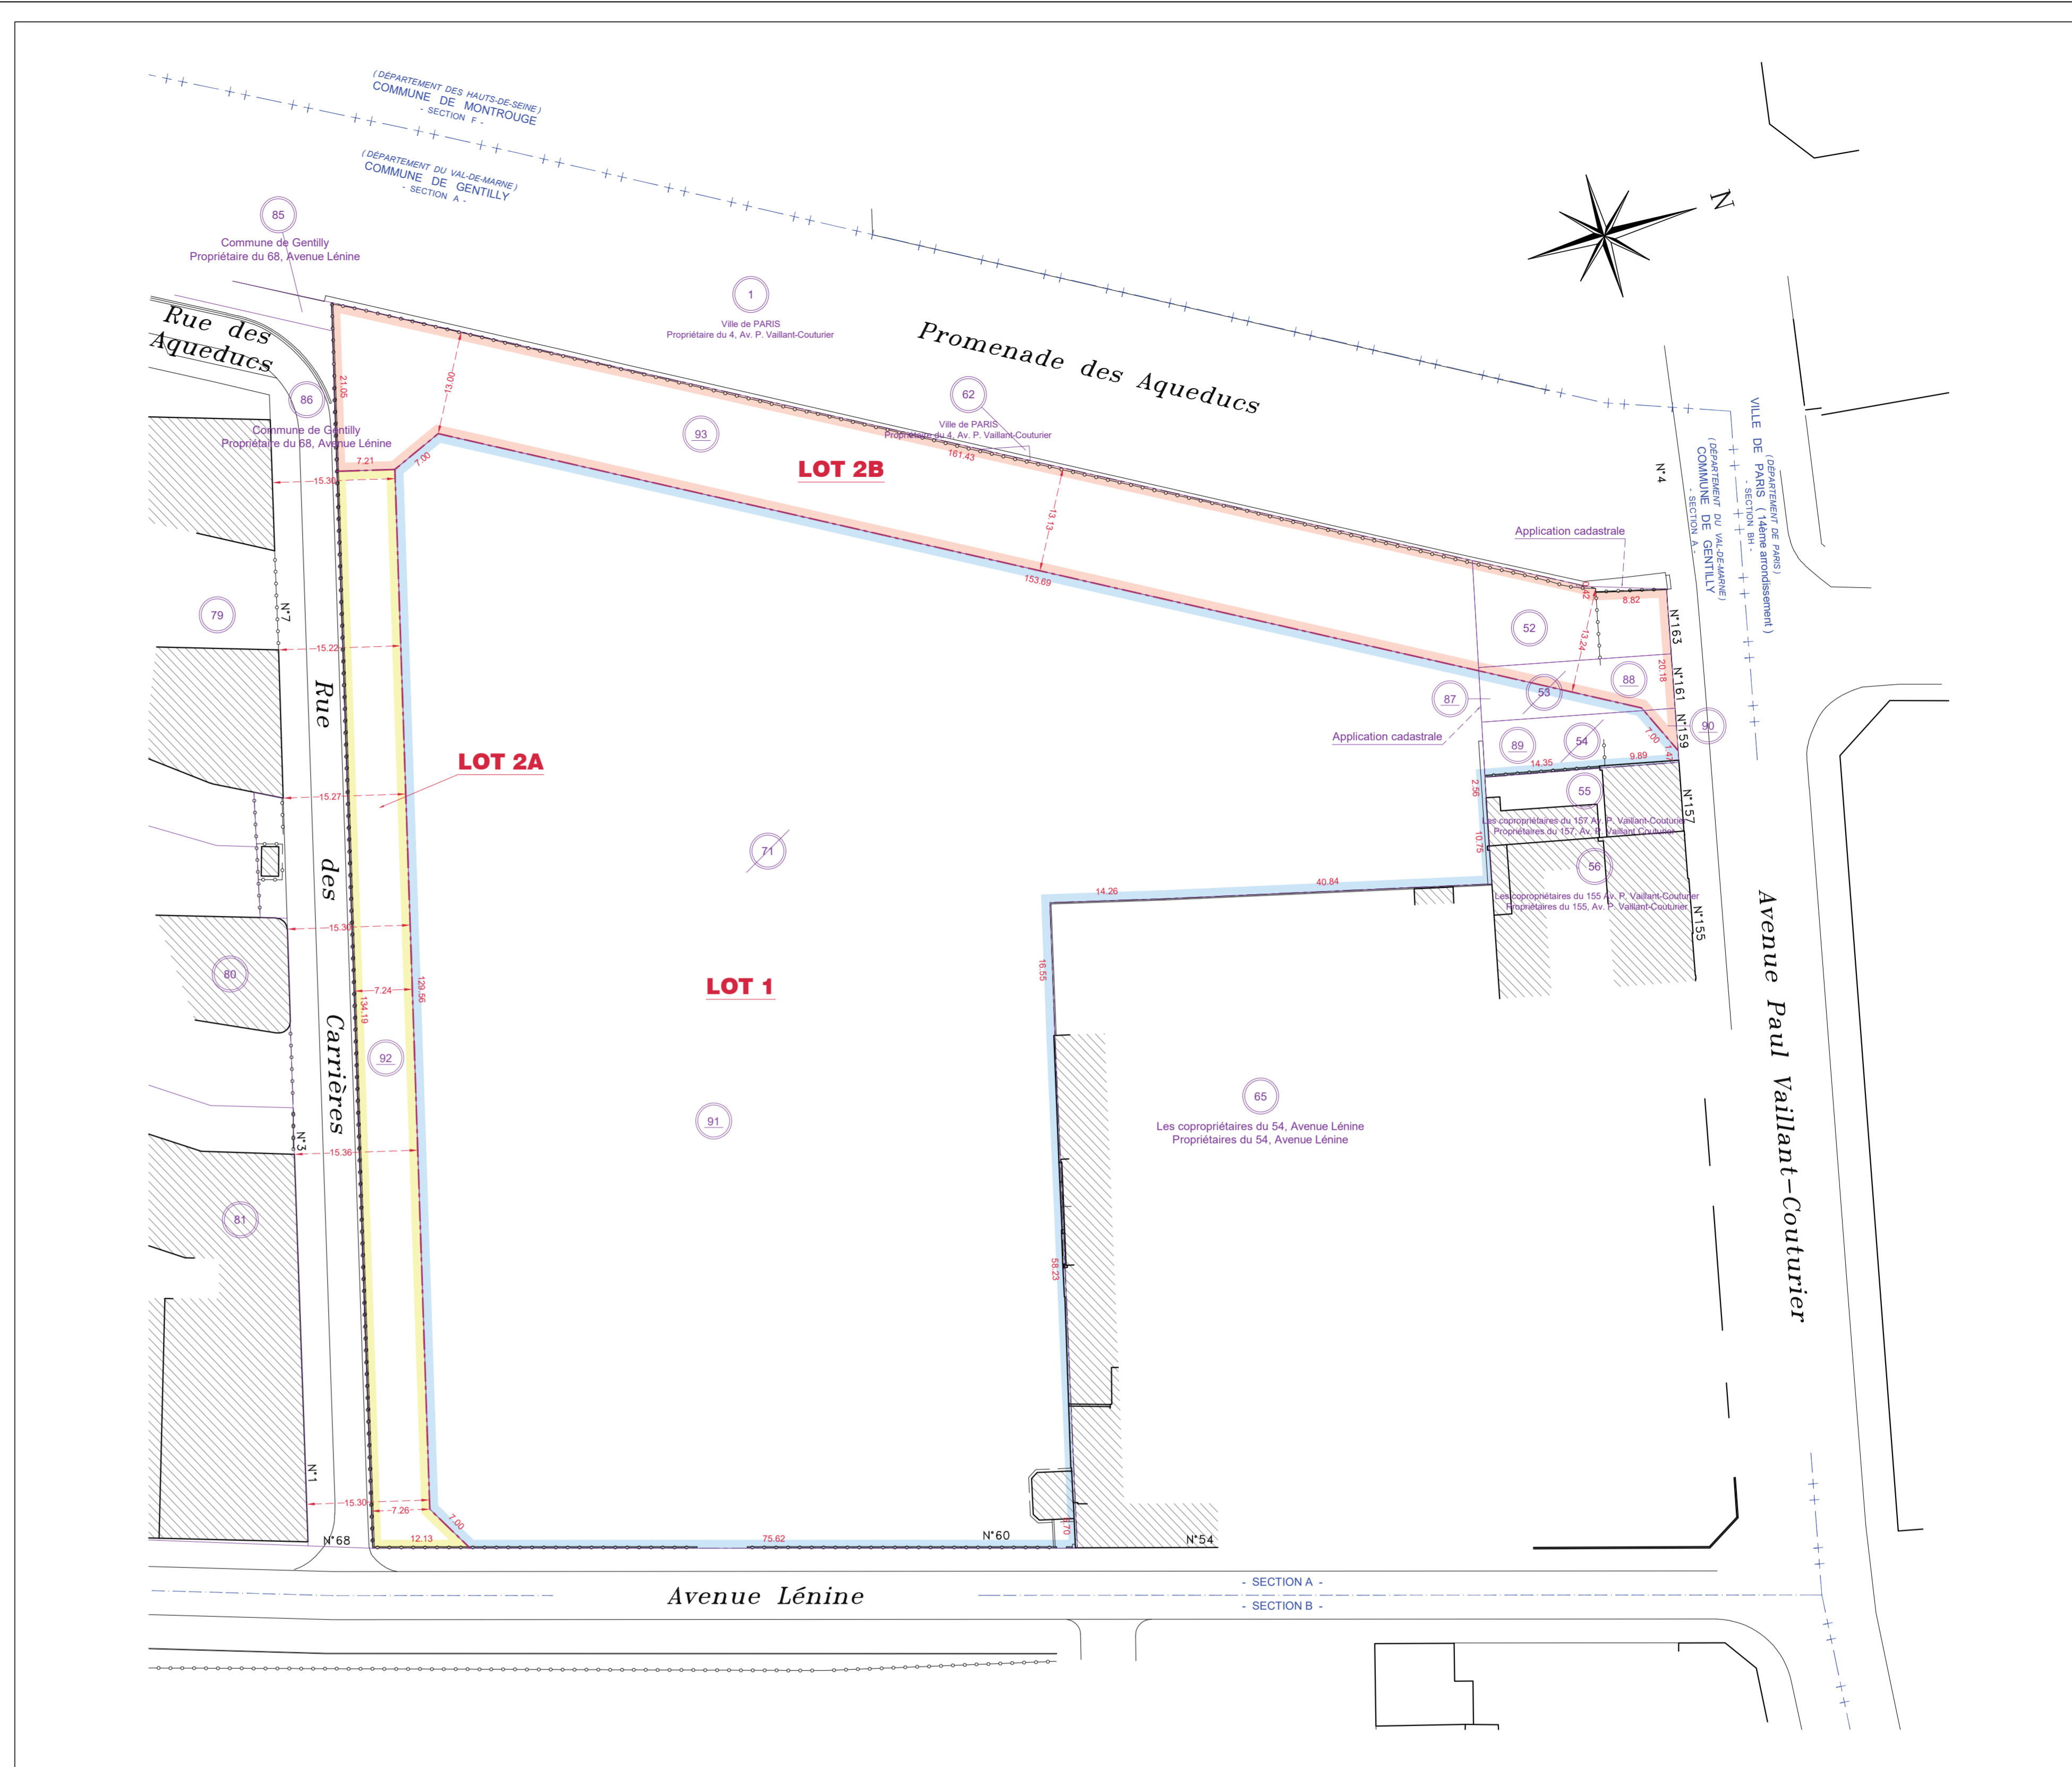 ( DÉPARTEMENT DES HAUTS-DE-SEINE )
COMMUNE DE MONTROUGE
- SECTION F -
( DÉPARTEMENT DU VAL-DE-MARNE )
COMMUNE DE GENTILLY
- SECTION A -
N
85
Commune de Gentilly
Propriétaire du 68, Avenue Lénine
1
Ville de PARIS
Propriétaire du 4, Av. P. Vaillant-Couturier
Promenade des Aqueducs
Rue des
Aqueducs
86
Commune de Gentilly
Propriétaire du 68, Avenue Lénine
21.05
13.00
7.21
7.00
15.30
93
62
Ville de PARIS
Propriétaire du 4, Av. P. Vaillant-Couturier
161.43
LOT 2B
13.13
153.69
N°4
( DÉPARTEMENT DE PARIS )
VILLE DE PARIS ( 14ème arrondissement )
- SECTION BH -
( DÉPARTEMENT DU VAL-DE-MARNE )
COMMUNE DE GENTILLY
- SECTION A -
Application cadastrale
0.42
8.82
13.24
20.18
N°163
N°161
N°159
N°157
N°155
52
53
88
87
90
89
54
7.00
Application cadastrale
14.35
9.89
2.56
10.75
55
Les copropriétaires du 157 Av. P. Vaillant-Couturier
Propriétaires du 157, Av. P. Vaillant Couturier
56
Les copropriétaires du 155 Av. P. Vaillant-Couturier
Propriétaires du 155, Av. P. Vaillant-Couturier
79
N°7
15.22
Rue des Carrières
LOT 2A
15.27
71
14.26
40.84
15.30
80
7.24
129.56
134.19
LOT 1
16.55
92
91
65
Les copropriétaires du 54, Avenue Lénine
Propriétaires du 54, Avenue Lénine
Avenue Paul Vaillant-Couturier
N°3
15.36
81
58.23
N°1
15.30
7.26
7.00
N°68
12.13
75.62
N°60
N°54
Avenue Lénine
- SECTION A -
- SECTION B -